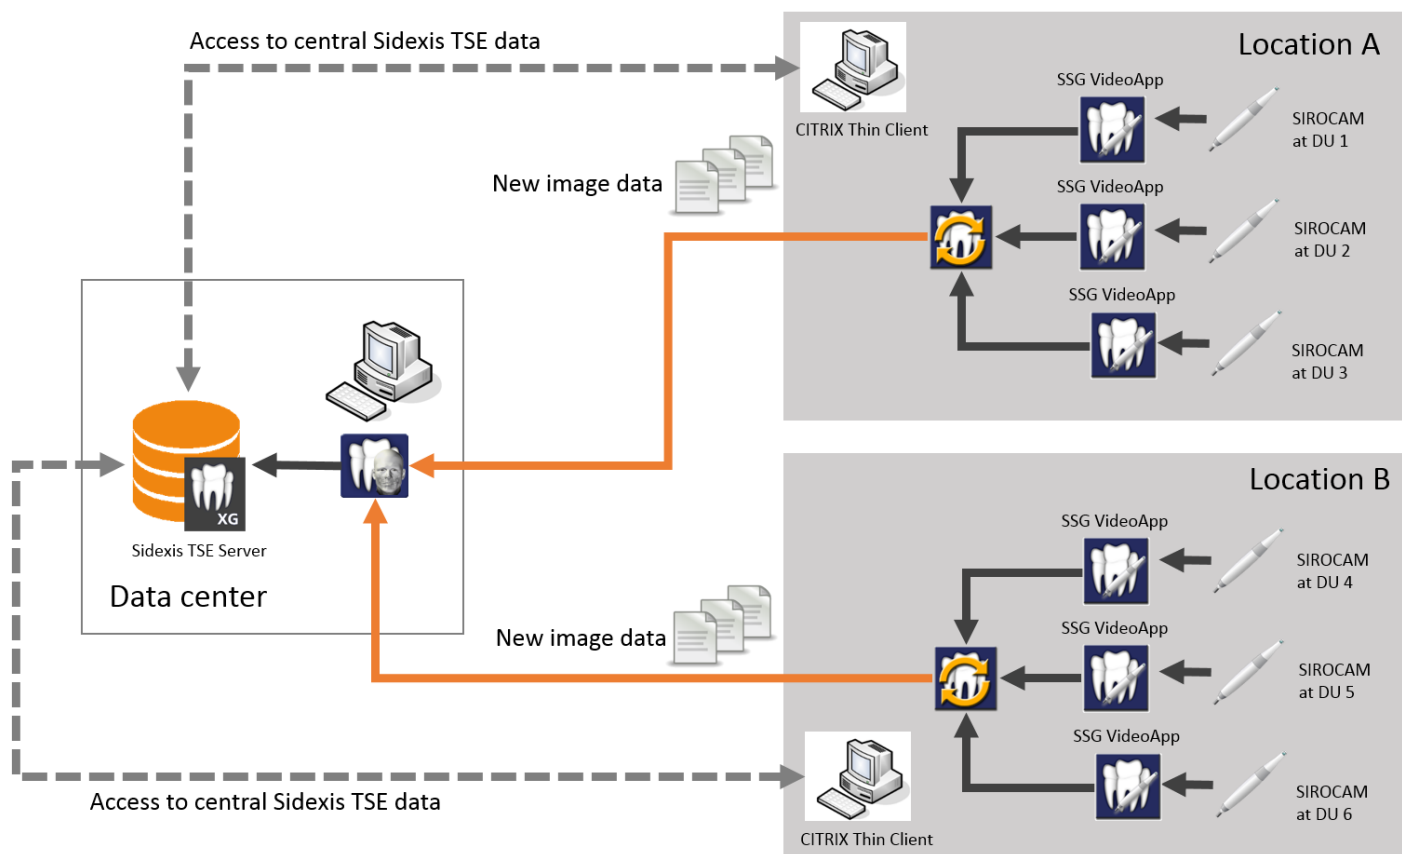 Access to central Sidexis TSE data
Location A
CITRIX Thin Client
SSG VideoApp
SIROCAM
at DU 1
SSG VideoApp
SIROCAM
at DU 2
SSG VideoApp
SIROCAM
at DU 3
New image data
XG
Sidexis TSE Server
Data center
Location B
SSG VideoApp
SIROCAM
at DU 4
SSG VideoApp
SIROCAM
at DU 5
SSG VideoApp
SIROCAM
at DU 6
New image data
CITRIX Thin Client
Access to central Sidexis TSE data